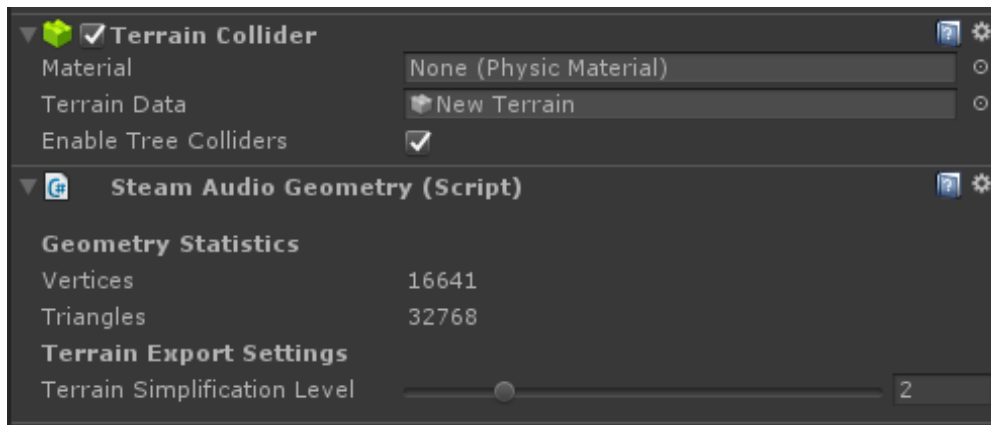 Terrain Collider
Material None (Physic Material)
Terrain Data New Terrain
Enable Tree Colliders
C# Steam Audio Geometry (Script)
Geometry Statistics
Vertices 16641
Triangles 32768
Terrain Export Settings
Terrain Simplification Level 2